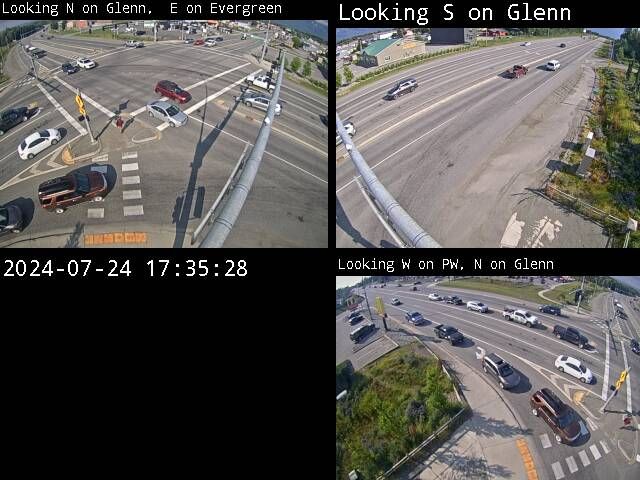 Looking N on Glenn,  E on Evergreen
Looking S on Glenn
2024-07-24 17:35:28
Looking W on PW, N on Glenn